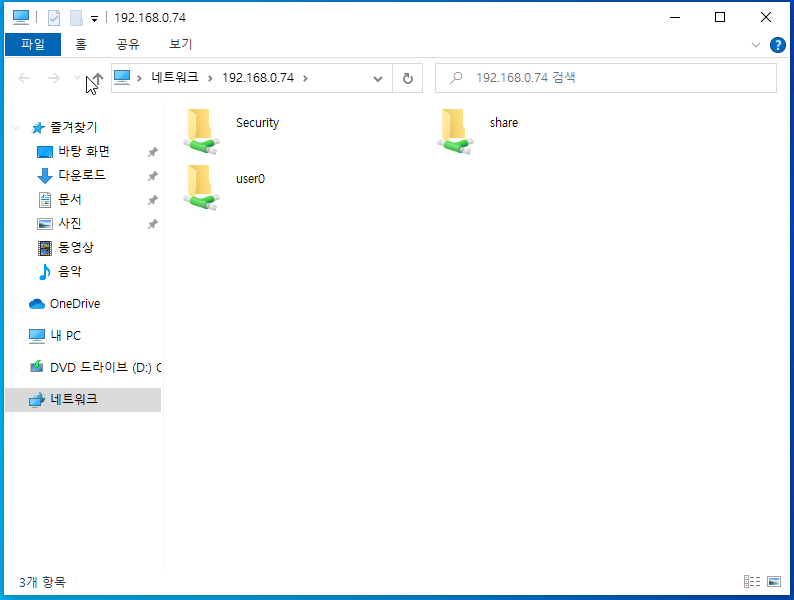 192.168.0.74
파일 홈 공유 보기
네트워크 192.168.0.74
192.168.0.74 검색
즐겨찾기
바탕 화면
다운로드
문서
사진
동영상
음악
OneDrive
내 PC
DVD 드라이브 (D:) C
네트워크
Security
share
user0
3개 항목